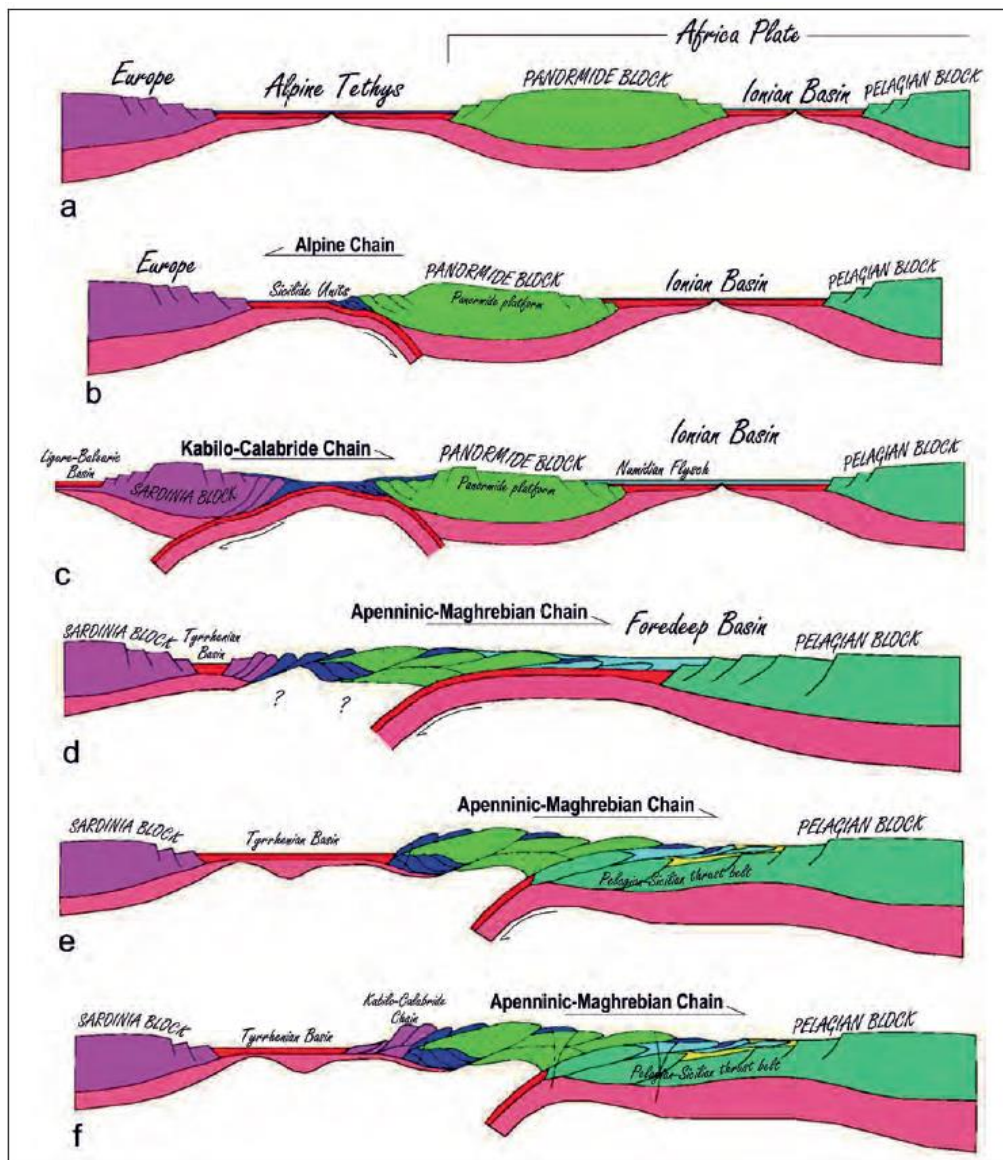 Africa Plate
Europe
Alpine Tethys
PANORMIDE BLOCK
Ionian Basin
PELAGIAN BLOCK
a
Alpine Chain
Europe
Sicilide Units
PANORMIDE BLOCK
Panormide platform
Ionian Basin
PELAGIAN BLOCK
b
Ligure-Balearic
Basin
Kabilo-Calabride Chain
SARDINIA BLOCK
PANORMIDE BLOCK
Panormide platform
Ionian Basin
Numidian Flysch
PELAGIAN BLOCK
c
Apenninic-Maghrebian Chain
SARDINIA BLOCK
Tyrrhenian
Basin
Foredeep Basin
PELAGIAN BLOCK
? ?
d
Apenninic-Maghrebian Chain
SARDINIA BLOCK
Tyrrhenian Basin
PELAGIAN BLOCK
Pelagian-Sicilian thrust belt
e
Kabilo-Calabride
Chain
Apenninic-Maghrebian Chain
SARDINIA BLOCK
Tyrrhenian Basin
PELAGIAN BLOCK
Pelagian-Sicilian thrust belt
f